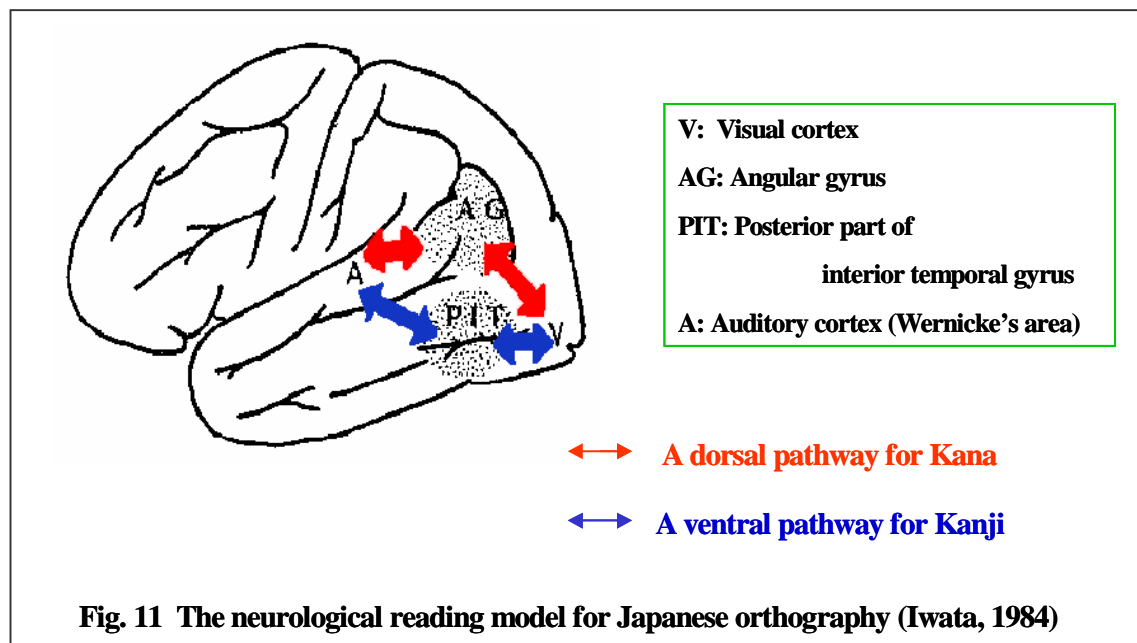 A G
A
P I T
V
V: Visual cortex
AG: Angular gyrus
PIT: Posterior part of
interior temporal gyrus
A: Auditory cortex (Wernicke's area)
A dorsal pathway for Kana
A ventral pathway for Kanji
Fig. 11 The neurological reading model for Japanese orthography (Iwata, 1984)